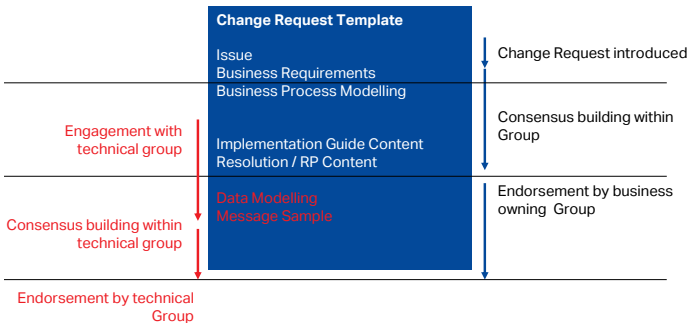 Change Request Template
Issue
Business Requirements
Business Process Modelling
Implementation Guide Content
Resolution / RP Content
Data Modelling
Message Sample
Change Request introduced
Consensus building within
Group
Endorsement by business
owning Group
Engagement with
technical group
Consensus building within
technical group
Endorsement by technical
Group